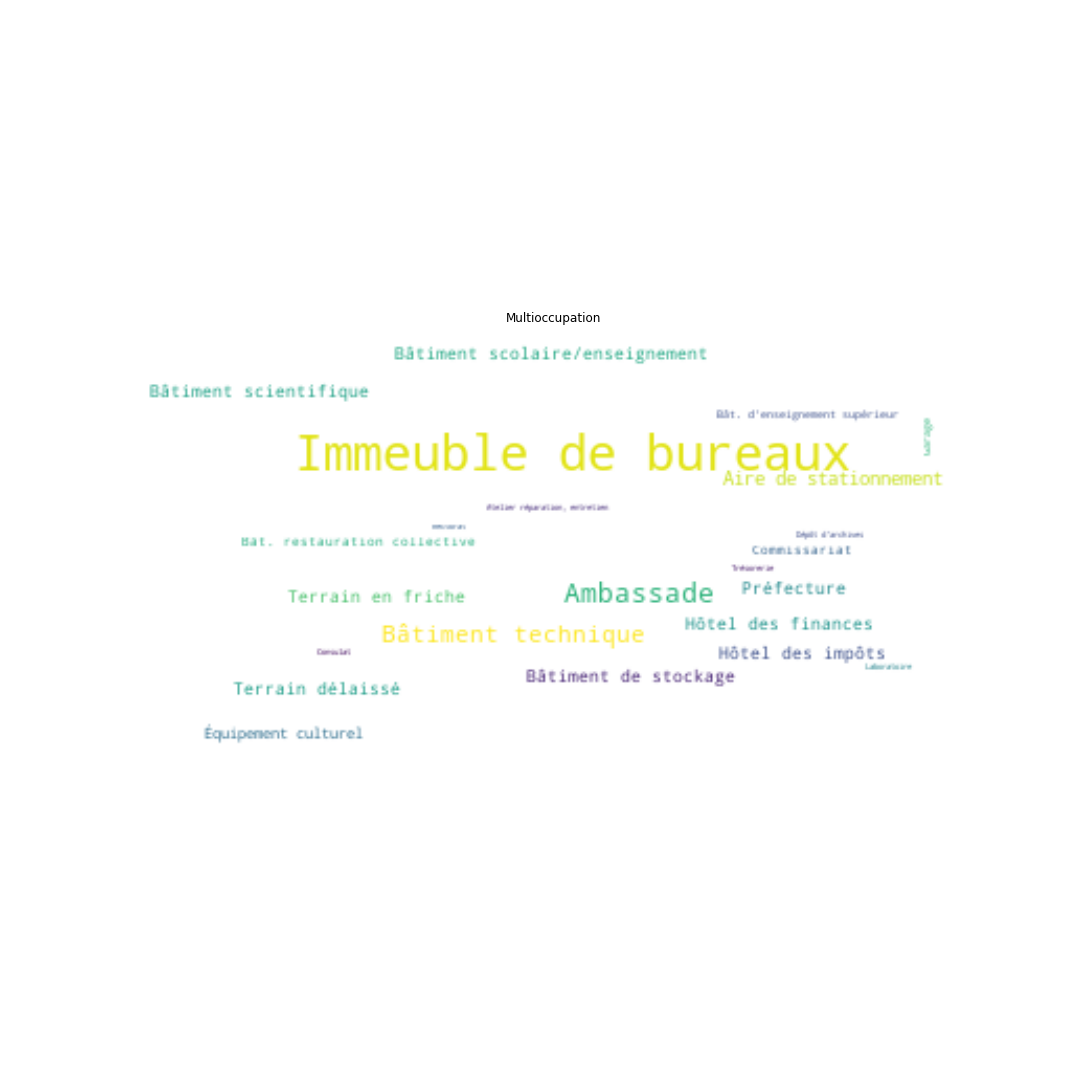 Multioccupation
Bâtiment scolaire/enseignement
Bâtiment scientifique
Bât. d'enseignement supérieur
Garage
Immeuble de bureaux
Aire de stationnement
Atelier réparation, entretien
Dépôt d'archives
Bât. restauration collective
Commissariat
Trésorerie
Préfecture
Ambassade
Terrain en friche
Hôtel des finances
Bâtiment technique
Consulat
Hôtel des impôts
Laboratoire
Bâtiment de stockage
Terrain délaissé
Équipement culturel